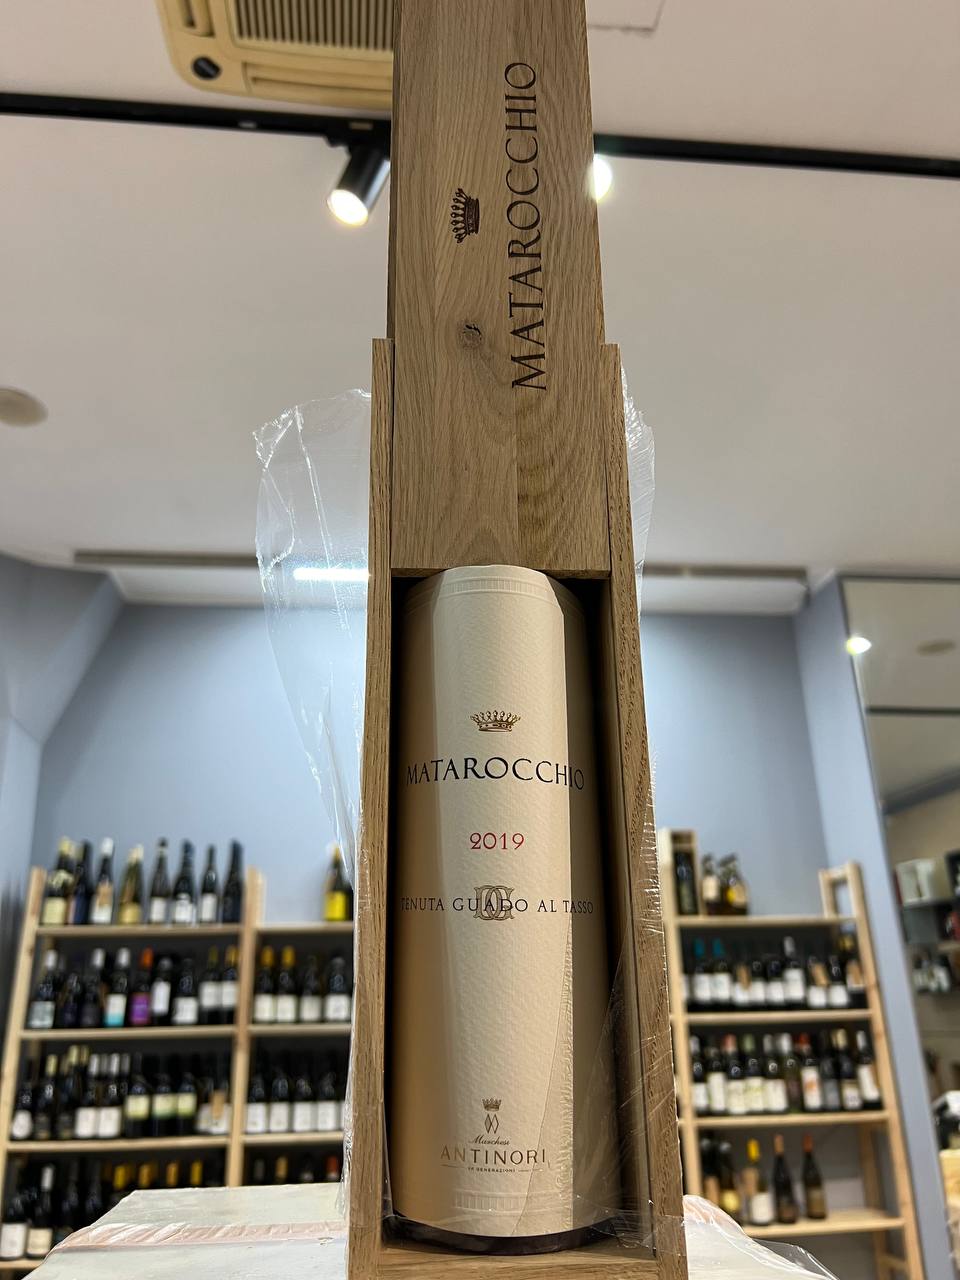 MATAROCCHIO
MATAROCCHIO
2019
TENUTA GUADO AL TASSO
Marchesi
ANTINORI